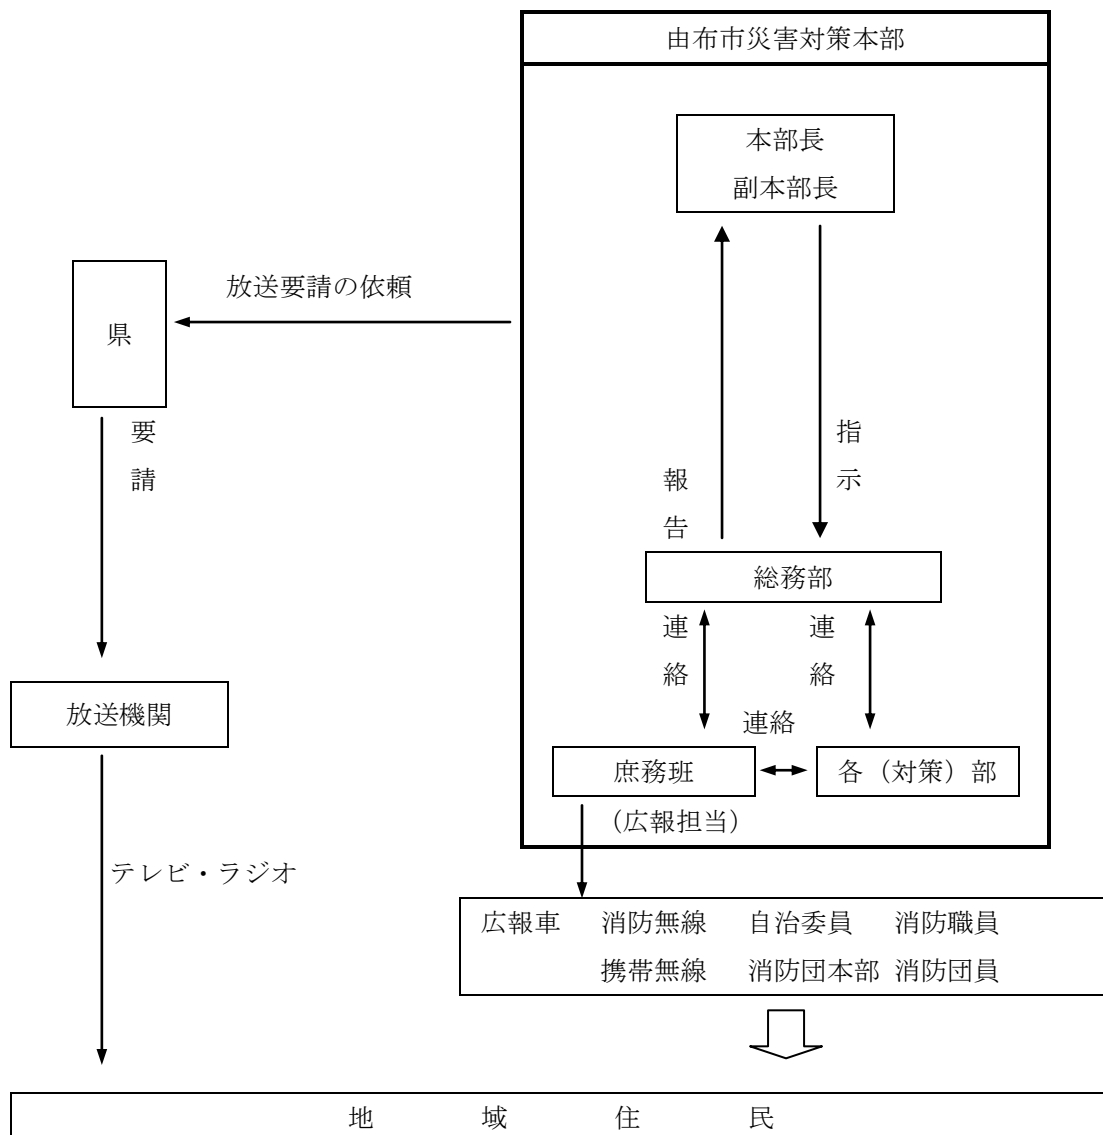 由布市災害対策本部
本部長
副本部長
放送要請の依頼
県
要請
指示
報告
総務部
連絡
連絡
放送機関
連絡
庶務班
各（対策）部
（広報担当）
テレビ・ラジオ
広報車 消防無線 自治委員 消防職員
携帯無線 消防団本部 消防団員
地域住民